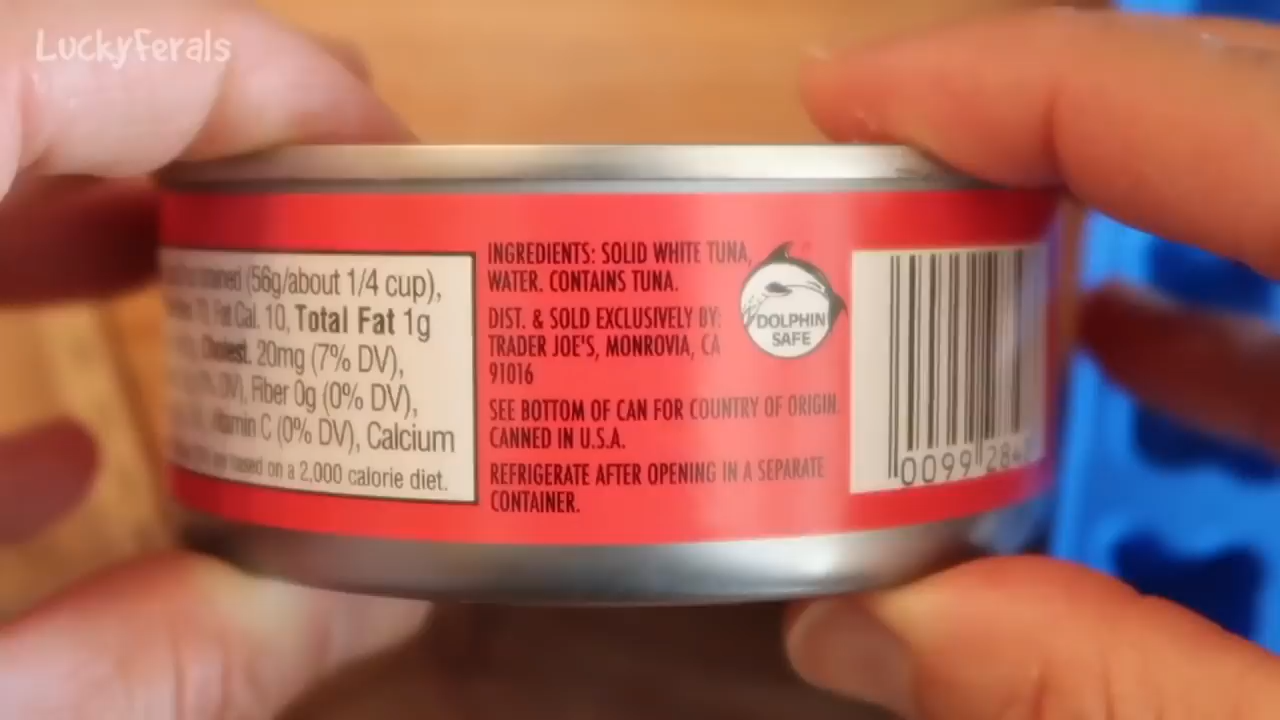 LuckyFerals
(56g/about 1/4 cup),
Fat Cal. 10, Total Fat 1g
Cholest. 20mg (7% DV),
DV), Fiber 0g (0% DV),
C (0% DV), Calcium
based on a 2,000 calorie diet.
INGREDIENTS: SOLID WHITE TUNA,
WATER. CONTAINS TUNA.
DIST. & SOLD EXCLUSIVELY BY:
TRADER JOE'S, MONROVIA, CA
91016
SEE BOTTOM OF CAN FOR COUNTRY OF ORIGIN.
CANNED IN U.S.A.
REFRIGERATE AFTER OPENING IN A SEPARATE
CONTAINER.
DOLPHIN
SAFE
0099 284